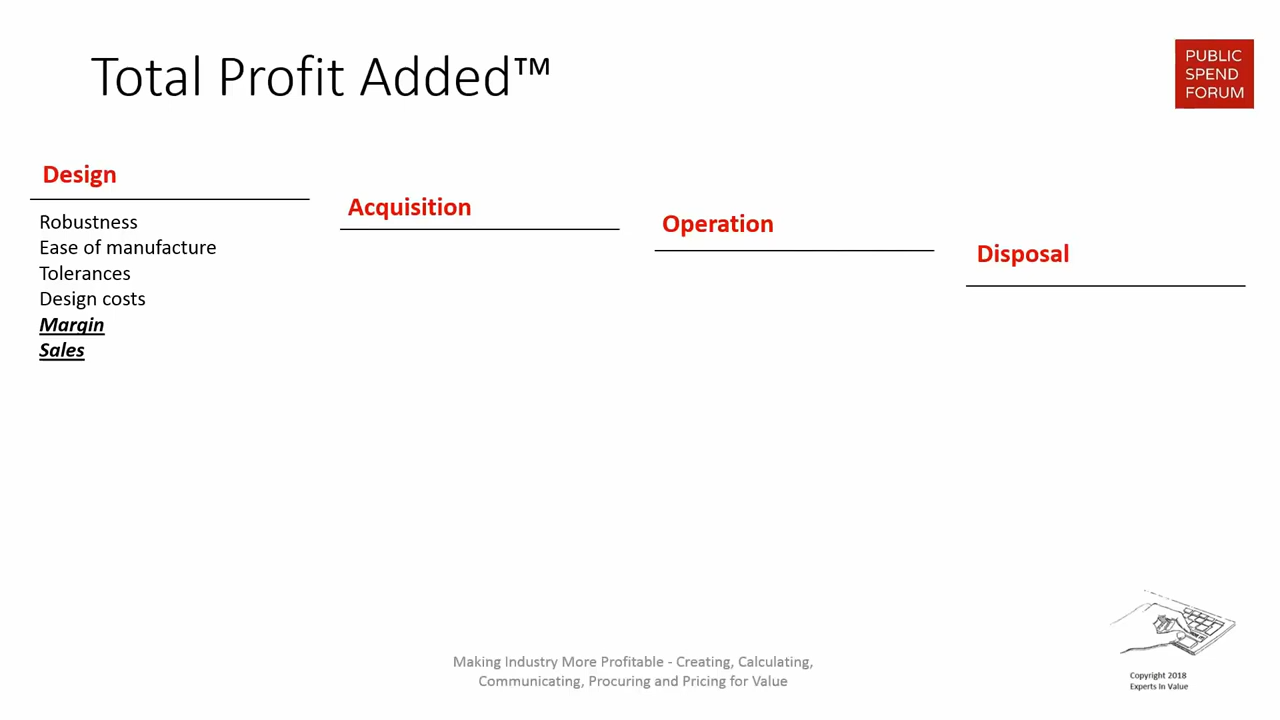 Total Profit Added™
PUBLIC
SPEND
FORUM
Design
Robustness
Ease of manufacture
Tolerances
Design costs
Margin
Sales
Acquisition
Operation
Disposal
Making Industry More Profitable - Creating, Calculating,
Communicating, Procuring and Pricing for Value
Copyright 2018
Experts In Value